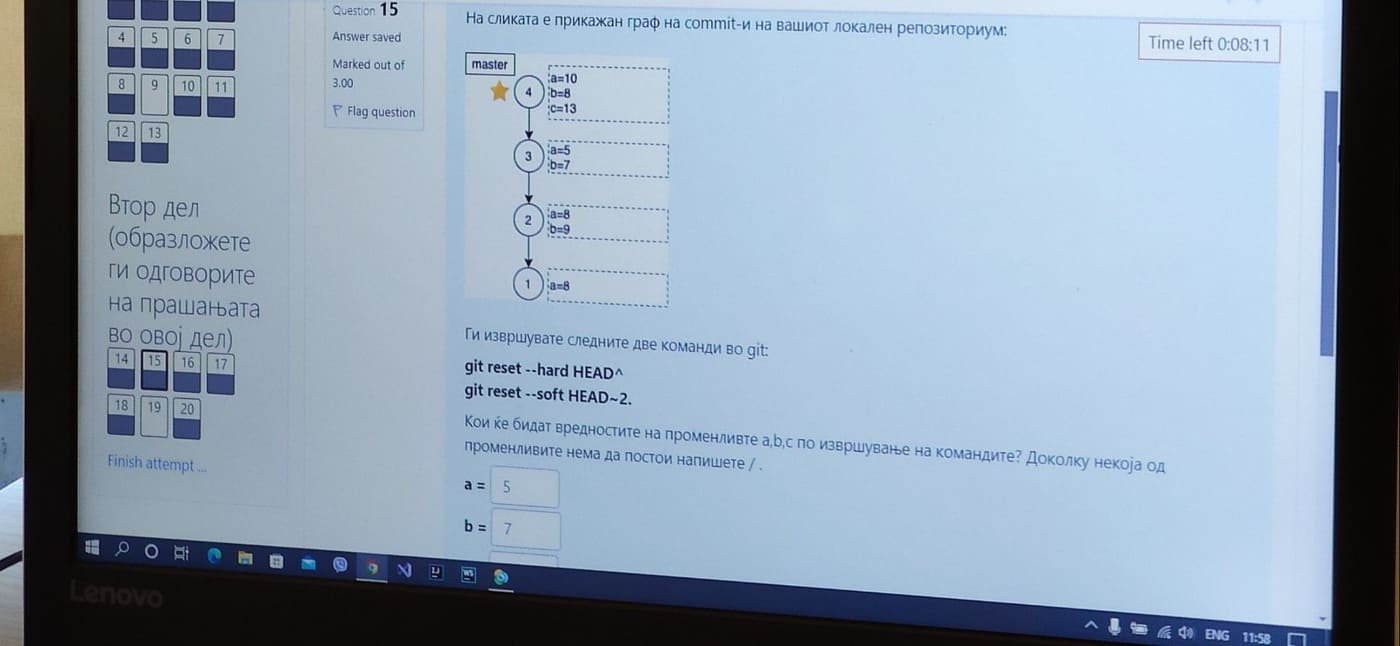 4 5 6 7
8 9 10 11
12 13
Втор дел
(образложете
ги одговорите
на прашањата
во овој дел)
14 15 16 17
18 19 20
Finish attempt ...
Question 15
Answer saved
Marked out of
3.00
Flag question
На сликата е прикажан граф на commit-и на вашиот локален репозиториум:
master
4
a=10
b=8
c=13
3
a=5
b=7
2
a=8
b=9
1
a=8
Ги извршувате следните две команди во git:
git reset --hard HEAD^
git reset --soft HEAD~2.
Кои ќе бидат вредностите на променливте a,b,c по извршување на командите? Доколку некоја од
променливите нема да постои напишете / .
a = 5
b = 7
Time left 0:08:11
IJ
WS
ENG 11:58
Lenovo